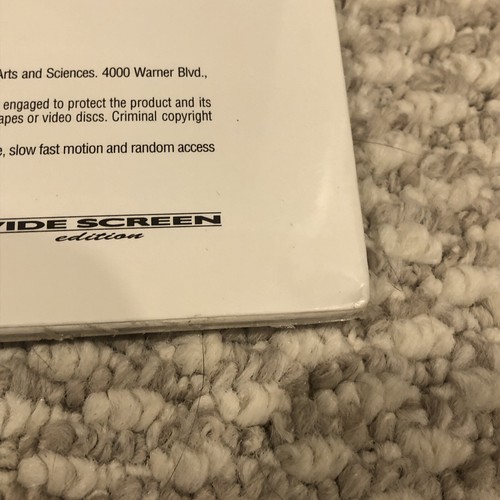 Arts and Sciences. 4000 Warner Blvd.,
engaged to protect the product and its
apes or video discs. Criminal copyright
, slow fast motion and random access
WIDE SCREEN
edition